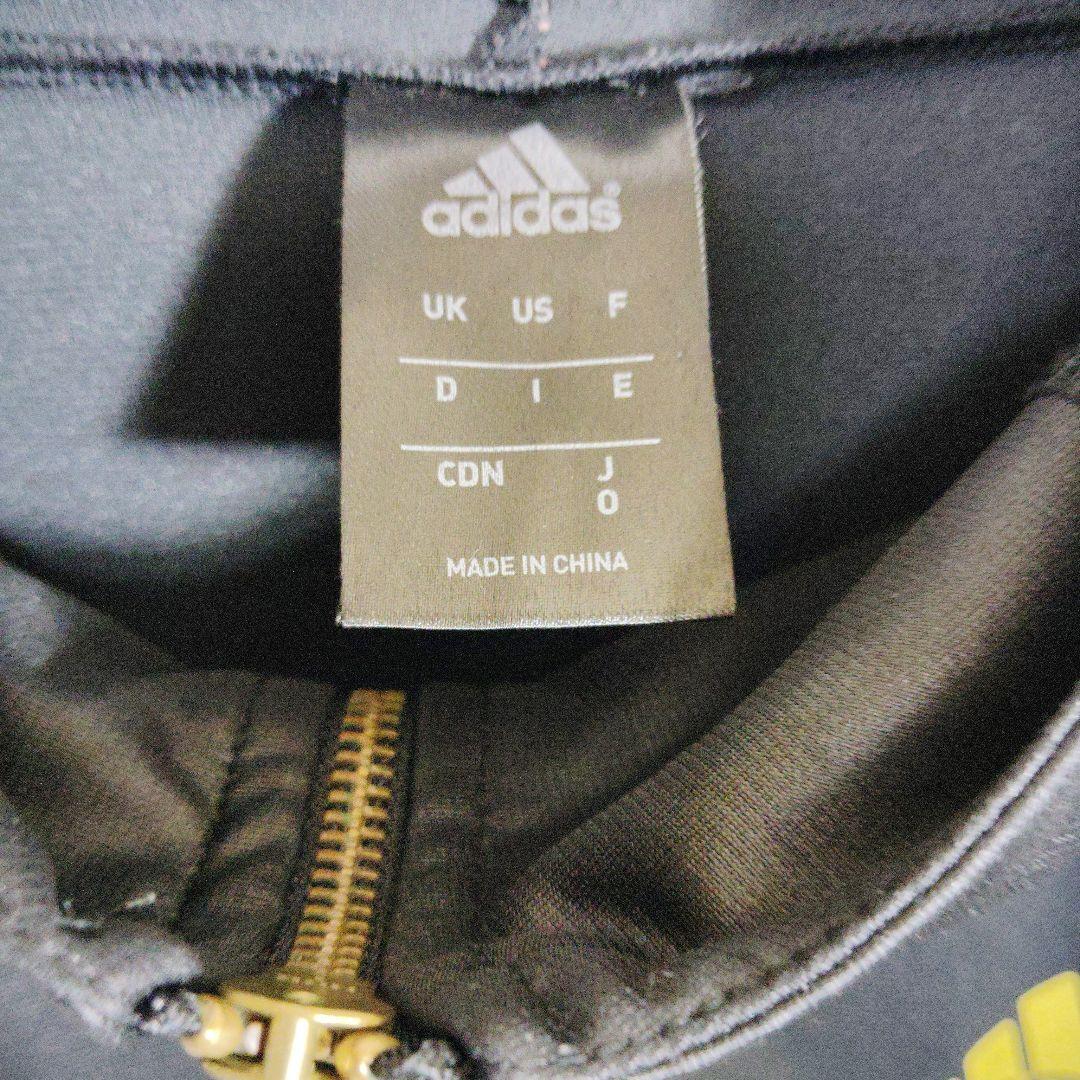 adidas®
UK US F
D I E
CDN J
O
MADE IN CHINA